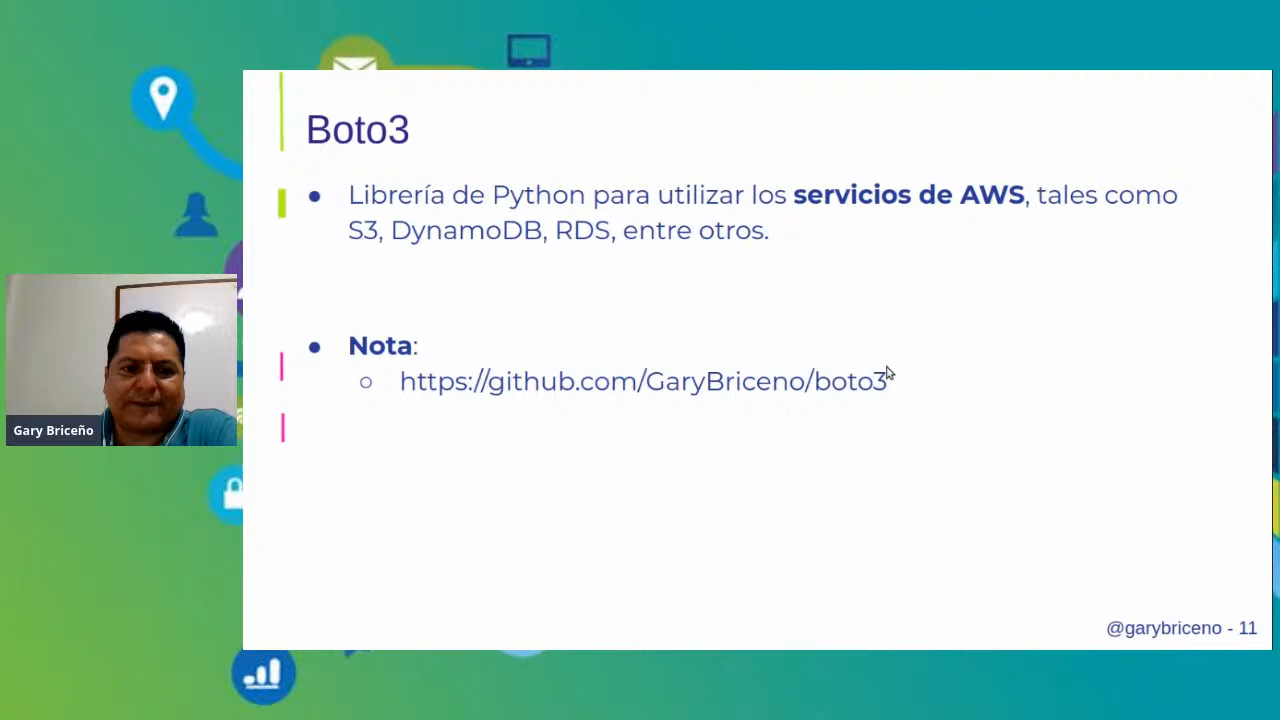 Boto3
● Librería de Python para utilizar los servicios de AWS, tales como
S3, DynamoDB, RDS, entre otros.
● Nota:
○ https://github.com/GaryBriceno/boto3
Gary Briceño
@garybriceno - 11